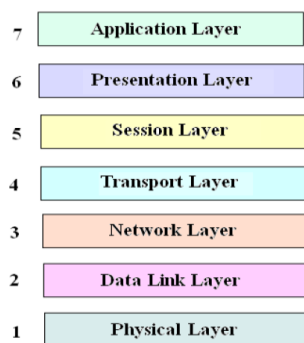 7 Application Layer
6 Presentation Layer
5 Session Layer
4 Transport Layer
3 Network Layer
2 Data Link Layer
1 Physical Layer